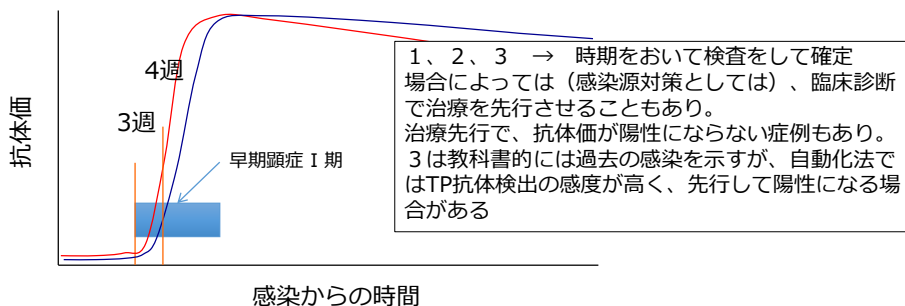 4週
3週
抗体価
早期顕症Ⅰ期
１、２、３　→　時期をおいて検査をして確定
場合によっては（感染源対策としては）、臨床診断
で治療を先行させることもあり。
治療先行で、抗体価が陽性にならない症例もあり。
３は教科書的には過去の感染を示すが、自動化法で
はTP抗体検出の感度が高く、先行して陽性になる場
合がある
感染からの時間